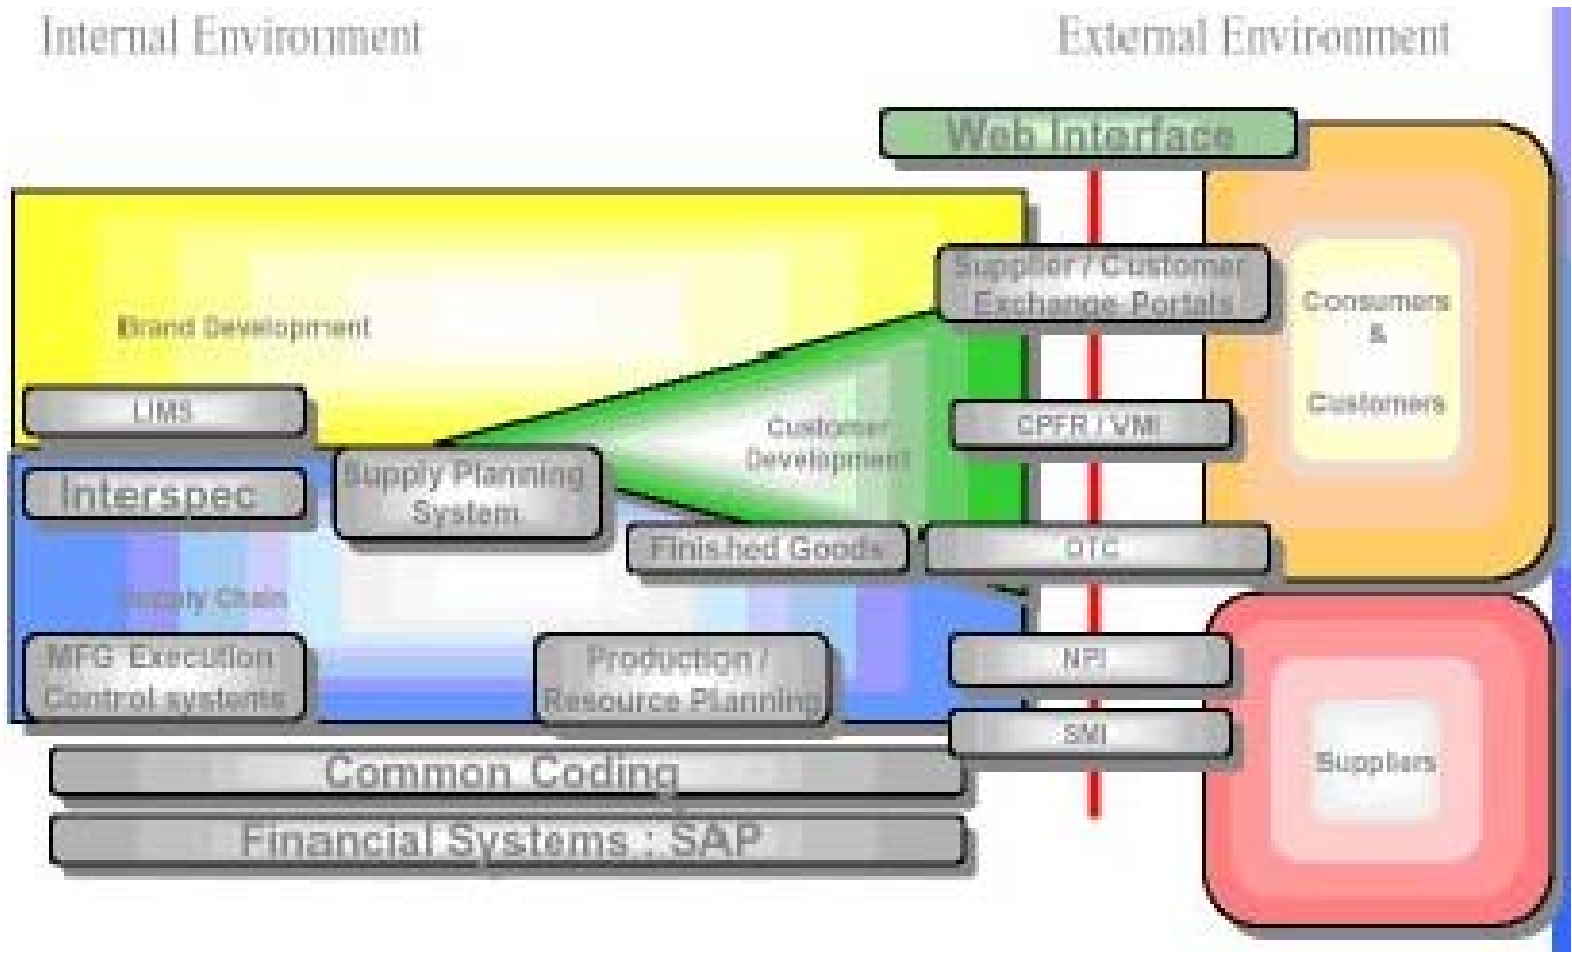 Internal Environment
External Environment
Web Interface
Supplier / Customer
Exchange Portals
Consumers
&
Customers
Brand Development
LIMS
CPFR / VMI
Customer
Development
Supply Planning
System
Interspec
Finished Goods
OTC
Supply Chain
MFG Execution
Control systems
Production /
Resource Planning
NPI
SMI
Suppliers
Common Coding
Financial Systems : SAP